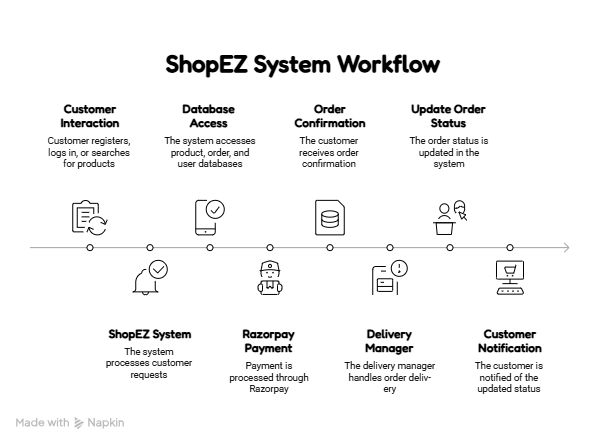 ShopEZ System Workflow
Customer
Interaction
Customer registers,
logs in, or searches
for products
Database
Access
The system accesses
product, order, and
user databases
Order
Confirmation
The customer
receives order
confirmation
Update Order
Status
The order status is
updated in the
system
ShopEZ System
The system
processes customer
requests
Razorpay
Payment
Payment is
processed through
Razorpay
Delivery
Manager
The delivery manager
handles order deliv-
ery
Customer
Notification
The customer is
notified of the
updated status
Made with Napkin